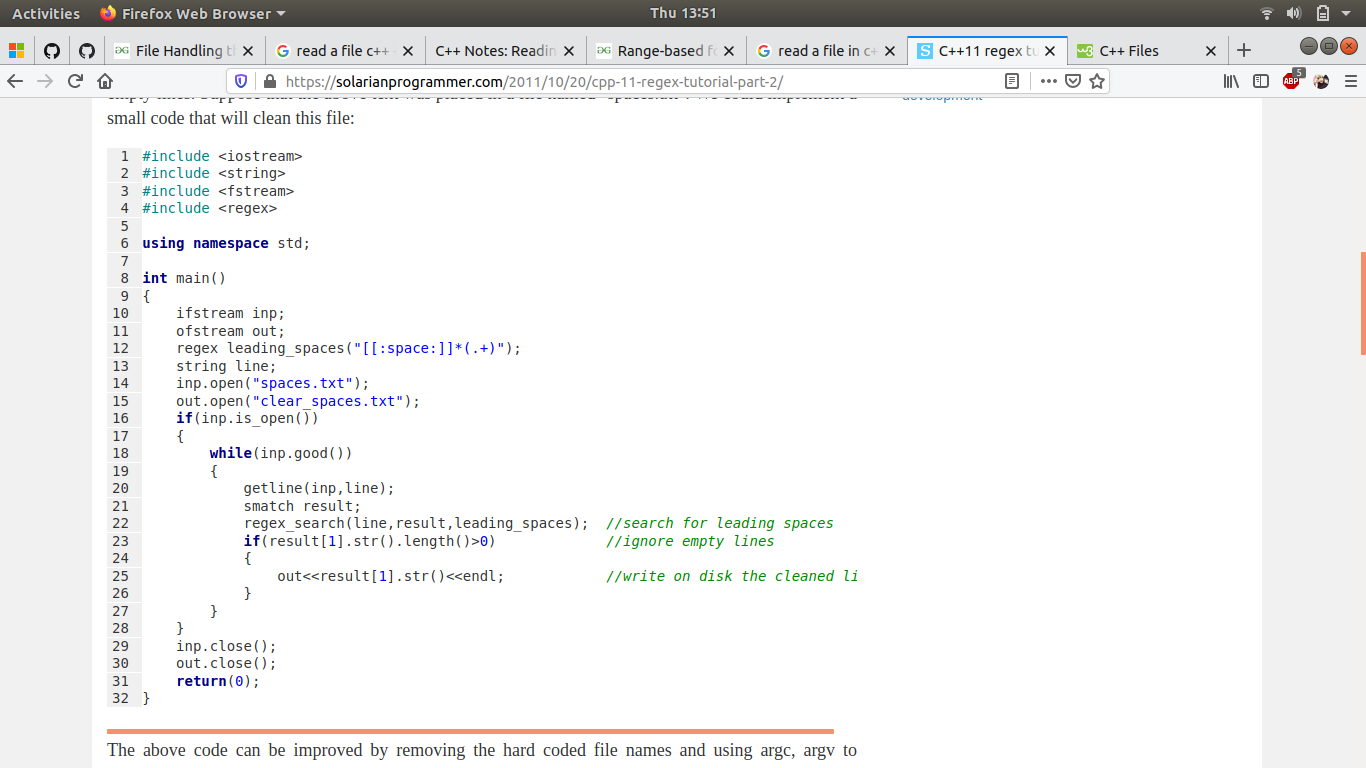 Activities Firefox Web Browser Thu 13:51
File Handling t read a file c++ C++ Notes: Readin Range-based f read a file in c+ C++11 regex tu C++ Files
https://solarianprogrammer.com/2011/10/20/cpp-11-regex-tutorial-part-2/ ABP 5
development
small code that will clean this file:
1 #include <iostream>
2 #include <string>
3 #include <fstream>
4 #include <regex>
5
6 using namespace std;
7
8 int main()
9 {
10 ifstream inp;
11 ofstream out;
12 regex leading_spaces("[[:space:]]*(.+)");
13 string line;
14 inp.open("spaces.txt");
15 out.open("clear_spaces.txt");
16 if(inp.is_open())
17 {
18 while(inp.good())
19 {
20 getline(inp,line);
21 smatch result;
22 regex_search(line,result,leading_spaces); //search for leading spaces
23 if(result[1].str().length()>0) //ignore empty lines
24 {
25 out<<result[1].str()<<endl; //write on disk the cleaned li
26 }
27 }
28 }
29 inp.close();
30 out.close();
31 return(0);
32 }
The above code can be improved by removing the hard coded file names and using argc, argv to